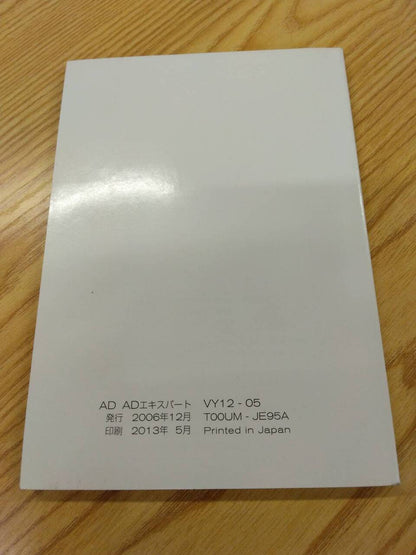 AD ADエキスパート VY12 - 05
発行 2006年12月 T00UM - JE95A
印刷 2013年 5月 Printed in Japan